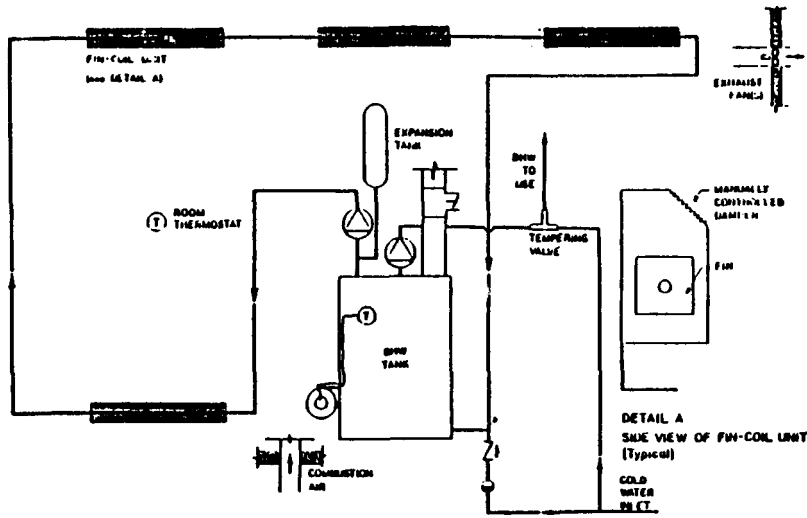 FIN-COIL UNIT
(see DETAIL A)
EXHAUST
FAN(S)
EXPANSION
TANK
DHW
TO
USE
MANUALLY
CONTROLLED
DAMPER
T
ROOM
THERMOSTAT
TEMPERING
VALVE
FIN
T
DHW
TANK
DETAIL A
SIDE VIEW OF FIN-COIL UNIT
(Typical)
COMBUSTION
AIR
COLD
WATER
INLET